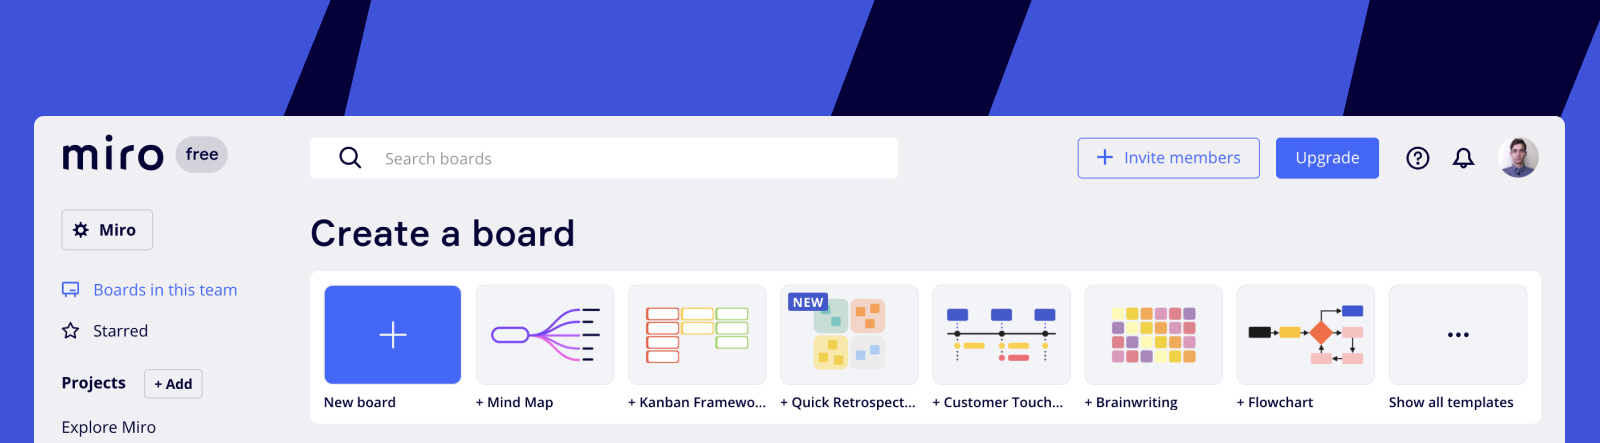 miro free
Search boards
+ Invite members
Upgrade
Miro
Create a board
Boards in this team
Starred
Projects
+ Add
Explore Miro
NEW
New board
+ Mind Map
+ Kanban Framewo...
+ Quick Retrospect...
+ Customer Touch...
+ Brainwriting
+ Flowchart
Show all templates